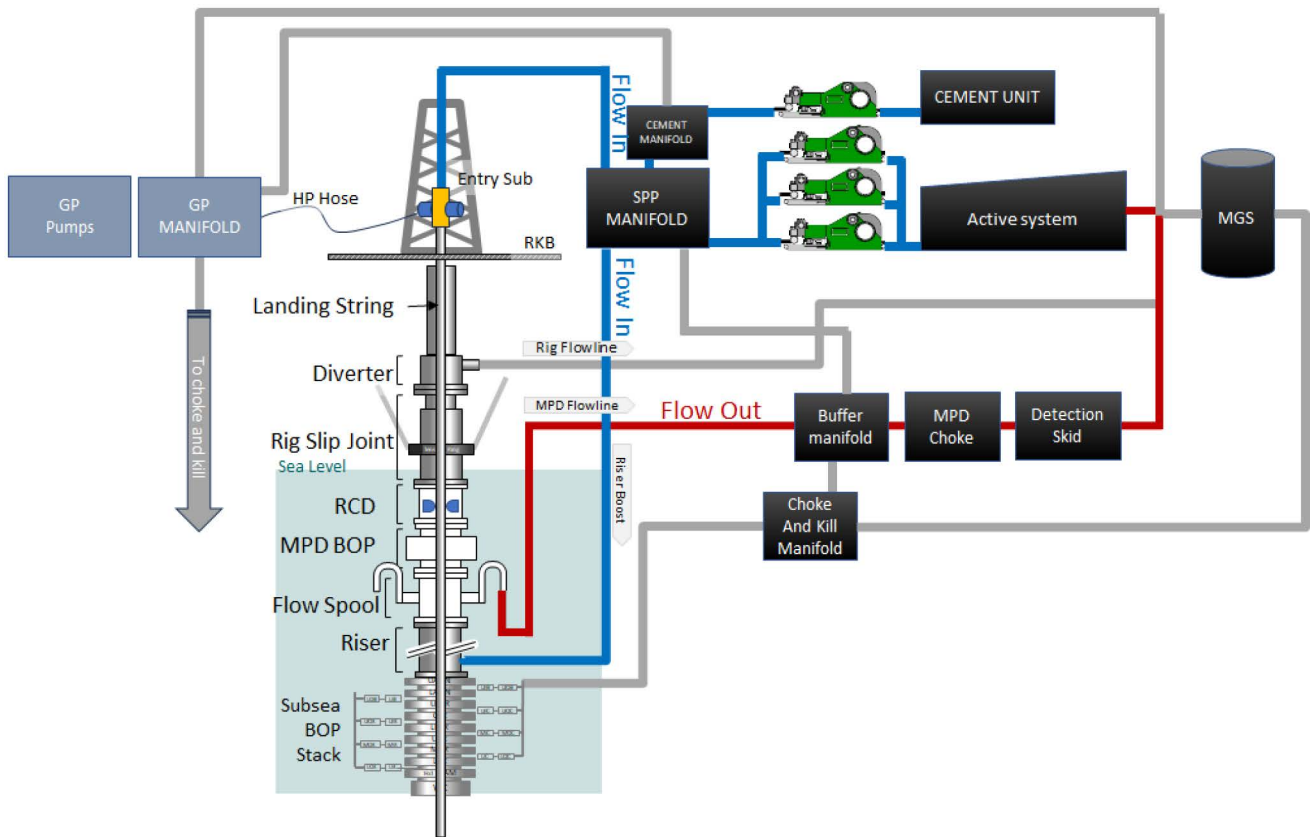 GP
Pumps
GP
MANIFOLD
HP Hose
Entry Sub
RKB
Flow In
CEMENT
MANIFOLD
SPP
MANIFOLD
CEMENT UNIT
Active system
MGS
Flow In
Landing String
Diverter
Rig Flowline
MPD Flowline
Flow Out
Buffer
manifold
MPD
Choke
Detection
Skid
Choke
And Kill
Manifold
Riser Boost
To choke and kill
Rig Slip Joint
Sea Level
RCD
MPD BOP
Flow Spool
Riser
Subsea
BOP
Stack